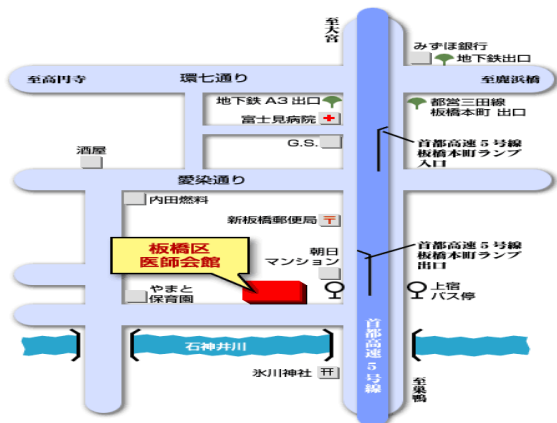 至大宮
みずほ銀行
地下鉄出口
至高円寺
環七通り
至鹿浜橋
地下鉄A3出口
都営三田線
板橋本町 出口
富士見病院
G.S.
首都高速5号線
板橋本町ランプ
入口
酒屋
愛染通り
内田燃料
新板橋郵便局
板橋区
医師会館
朝日
マンション
首都高速5号線
板橋本町ランプ
出口
やまと
保育園
上宿
バス停
首都高速5号線
石神井川
氷川神社
至巣鴨